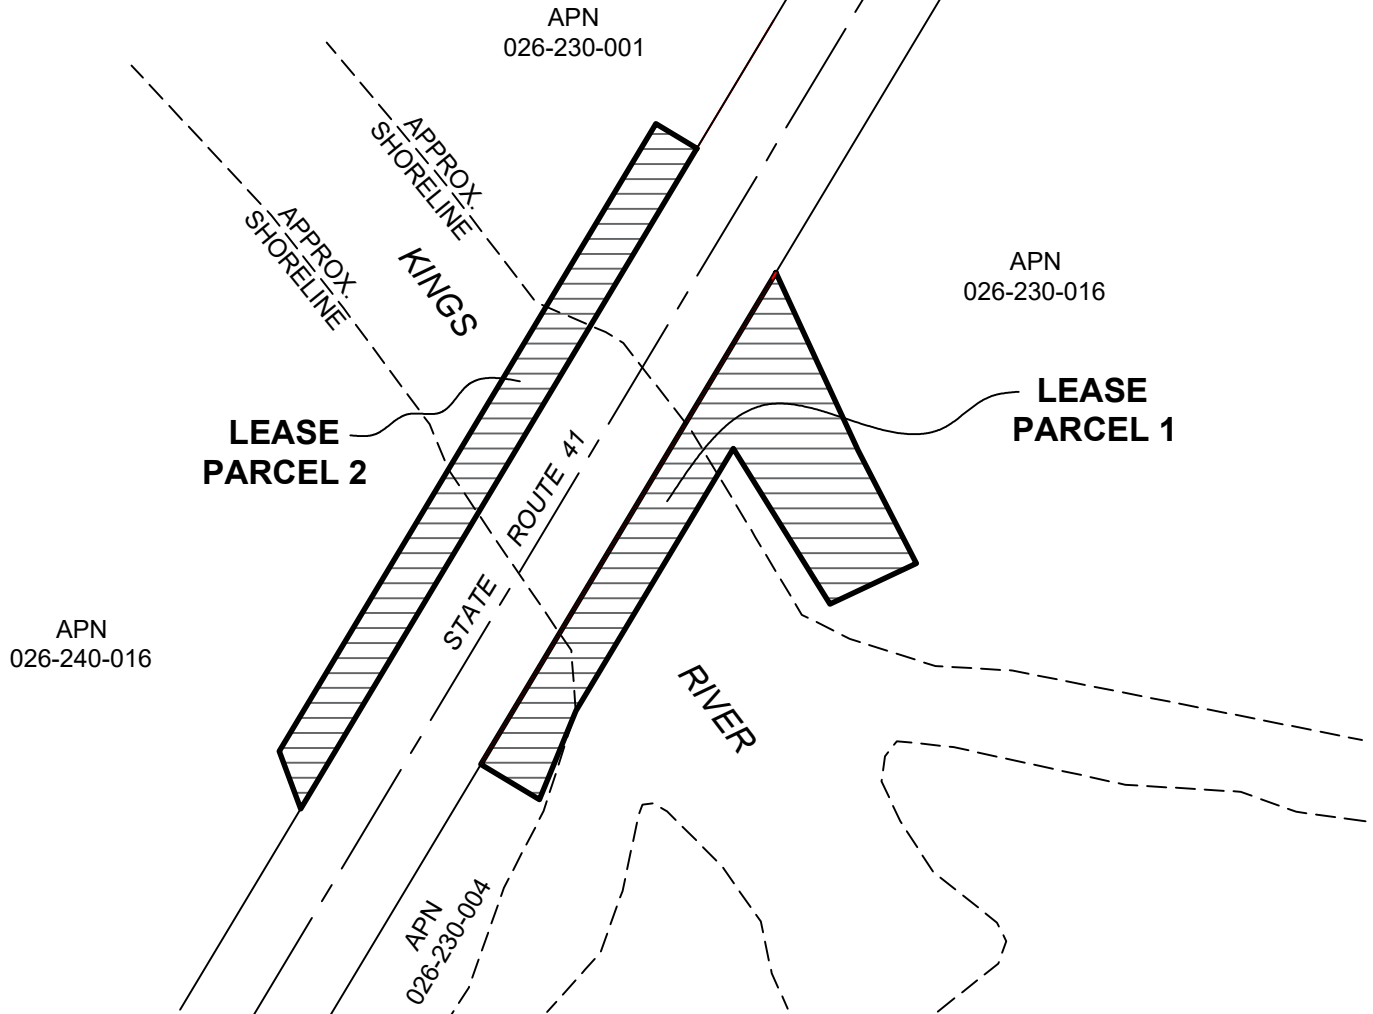 APN
026-230-001
APPROX.
SHORELINE
APPROX.
SHORELINE
KINGS
APN
026-230-016
LEASE
PARCEL 1
LEASE
PARCEL 2
STATE ROUTE 41
APN
026-240-016
RIVER
APN
026-230-004